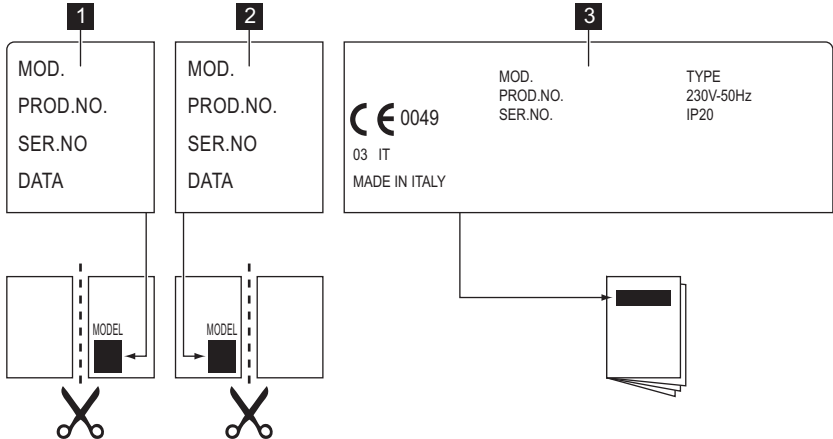 1
MOD.
PROD.NO.
SER.NO
DATA
2
MOD.
PROD.NO.
SER.NO
DATA
3
MOD.
PROD.NO.
SER.NO.
TYPE
230V-50Hz
IP20
CE 0049
03 IT
MADE IN ITALY
MODEL
MODEL